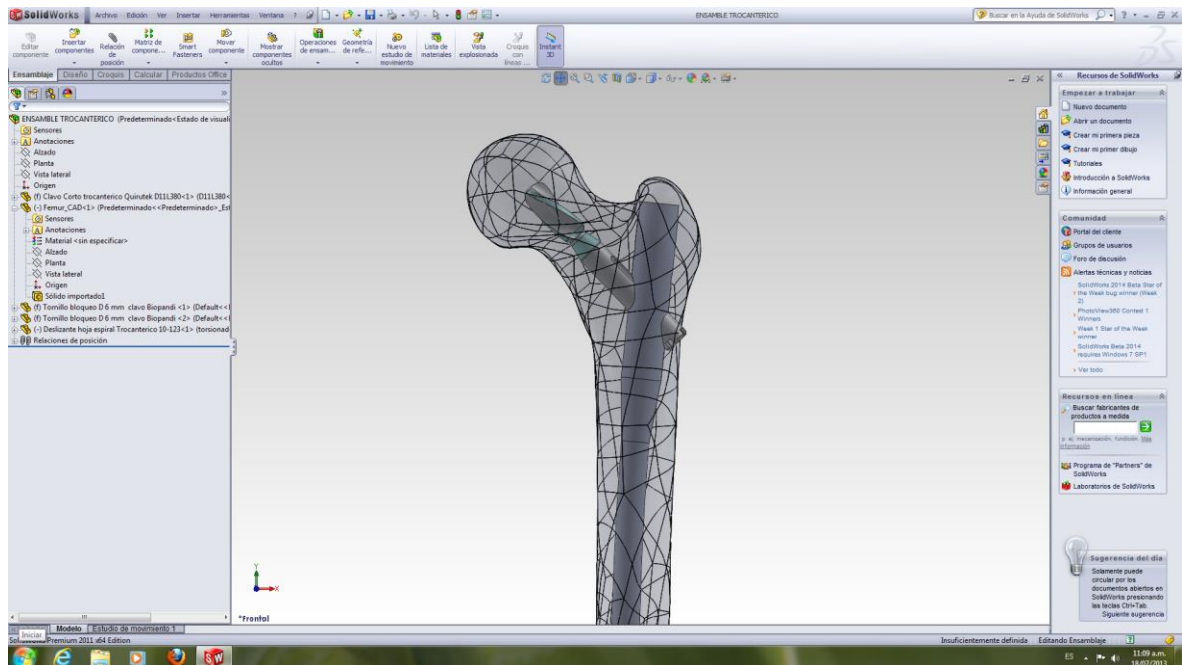 SolidWorks Archivo Edición Ver Insertar Herramientas Ventana ? ENSAMBLE TROCANTERICO Buscar en la Ayuda de SolidWorks
Editar componente
Insertar componentes
Relación de posición
Matriz de compone...
Smart Fasteners
Mover componente
Mostrar componentes ocultos
Operaciones de ensam...
Geometría de refe...
Nuevo estudio de movimiento
Lista de materiales
Vista explosionada
Croquis con líneas ...
Instant 3D
Ensamblaje Diseño Croquis Calcular Productos Office
ENSAMBLE TROCANTERICO (Predeterminado<Estado de visuali
Sensores
Anotaciones
Alzado
Planta
Vista lateral
Origen
(f) Clavo Corto trocanterico Quirutek D11L380<1> (D11L380<
(-) Femur_CAD<1> (Predeterminado<<Predeterminado>_Est
Sensores
Anotaciones
Material <sin especificar>
Alzado
Planta
Vista lateral
Origen
Sólido importado1
(f) Tornillo bloqueo D 6 mm clavo Biopandi <1> (Default<<
(f) Tornillo bloqueo D 6 mm clavo Biopandi <2> (Default<<
(-) Deslizante hoja espiral Trocanterico 10-123<1> (torsionad
Relaciones de posición
Y
X
*Frontal
Recursos de SolidWorks
Empezar a trabajar
Nuevo documento
Abrir un documento
Crear mi primera pieza
Crear mi primer dibujo
Tutoriales
Introducción a SolidWorks
Información general
Comunidad
Portal del cliente
Grupos de usuarios
Foro de discusión
Alertas técnicas y noticias
SolidWorks 2014 Beta Star of
the Week bug winner (Week
2)
PhotoView360 Contest 1
Winners
Week 1 Star of the Week
winner
SolidWorks Beta 2014
requires Windows 7 SP1
Ver todo
Recursos en línea
Buscar fabricantes de
productos a medida
p. ej. mecanización, fundición Más
información
Programa de "Partners" de
SolidWorks
Laboratorios de SolidWorks
Sugerencia del día
Solamente puede
circular por los
documentos abiertos en
SolidWorks presionando
las teclas Ctrl+Tab.
Siguiente sugerencia
Modelo Estudio de movimiento 1
Iniciar
Premium 2011 x64 Edition Insuficientemente definida Editando Ensamblaje
ES 11:09 a.m.
18/07/2013